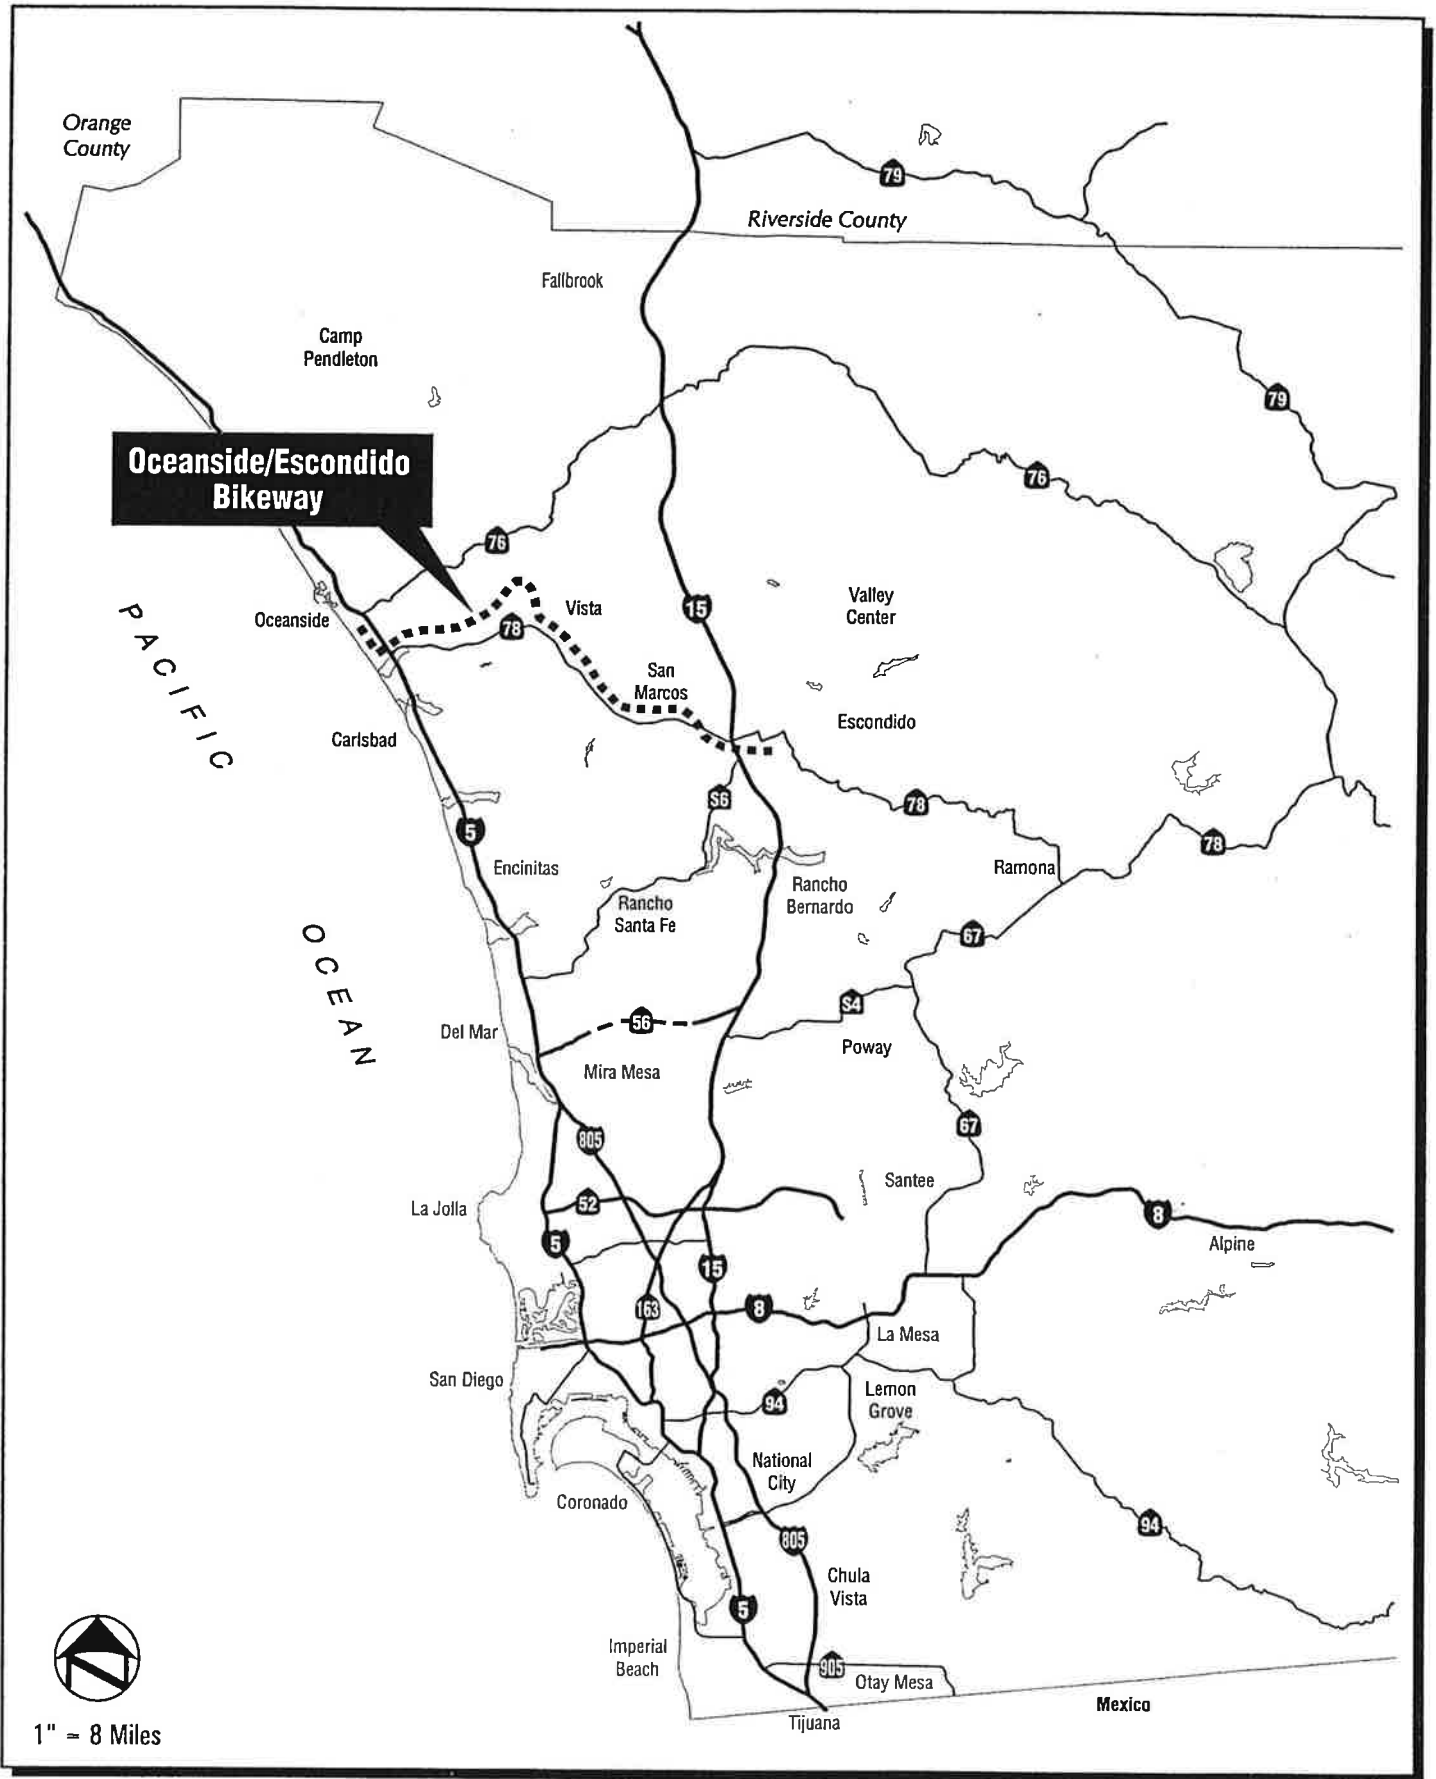 Orange
County
79
Riverside County
Fallbrook
Camp
Pendleton
79
Oceanside/Escondido
Bikeway
76
76
15
Valley
Center
Vista
Oceanside
78
San
Marcos
Escondido
Carlsbad
S6
78
5
78
Encinitas
Ramona
Rancho
Santa Fe
Rancho
Bernardo
67
PACIFIC
OCEAN
S4
56
Del Mar
Poway
Mira Mesa
67
805
Santee
52
La Jolla
8
5
Alpine
15
163
8
La Mesa
San Diego
Lemon
Grove
94
National
City
Coronado
94
805
Chula
Vista
5
Imperial
Beach
905
Otay Mesa
Mexico
Tijuana
1" = 8 Miles